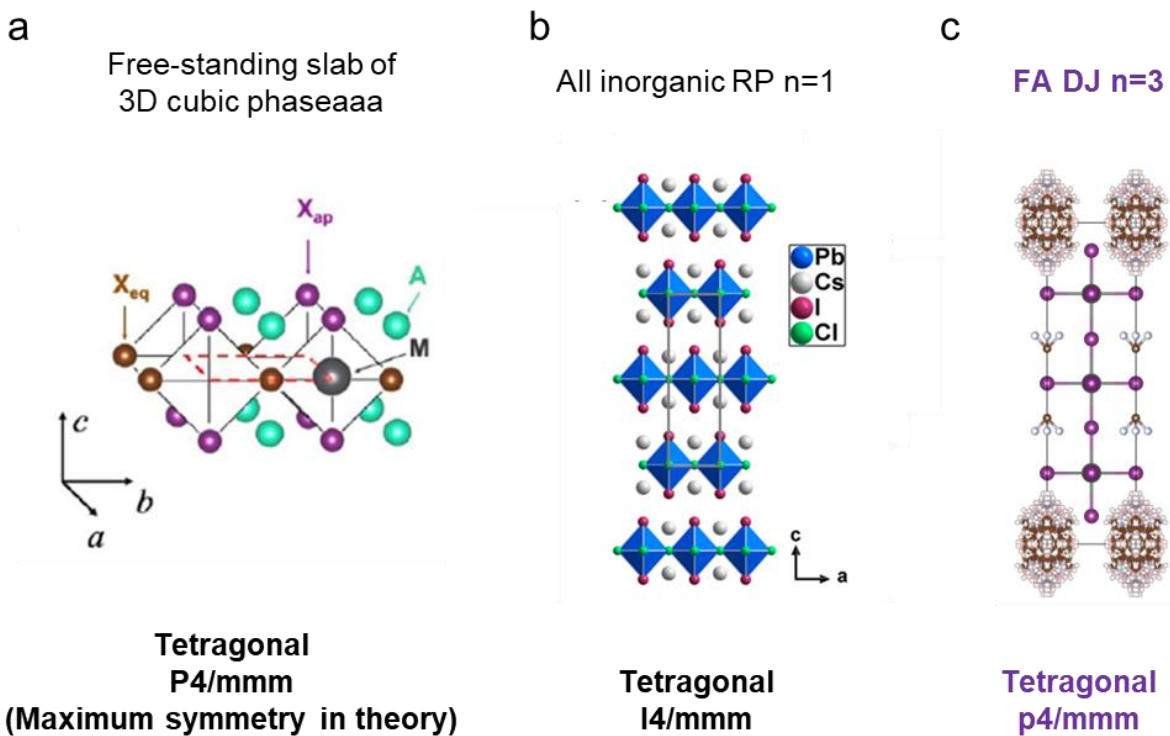 a
Free-standing slab of
3D cubic phaseaaa
Xap
Xeq
A
M
c
b
a
Tetragonal
P4/mmm
(Maximum symmetry in theory)
b
All inorganic RP n=1
Pb
Cs
I
Cl
c
a
Tetragonal
I4/mmm
c
FA DJ n=3
H
H
H
H
H
H
Tetragonal
p4/mmm